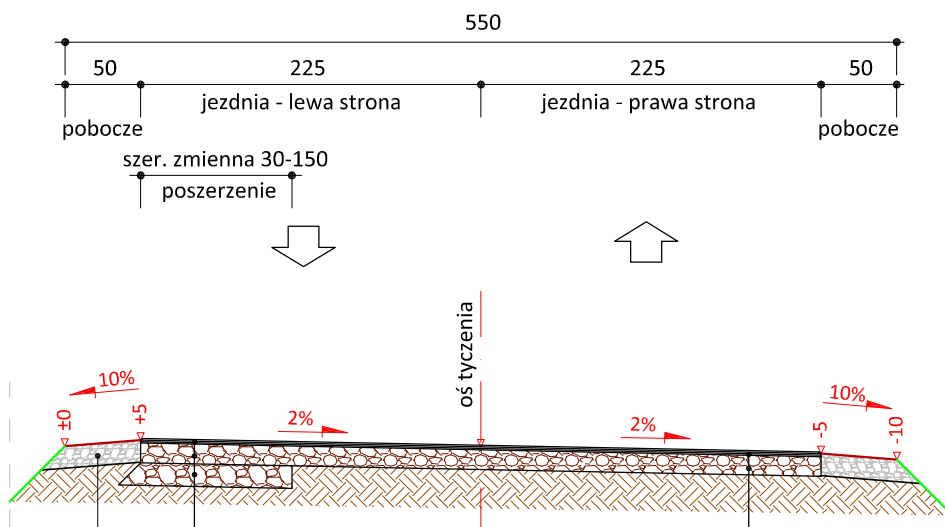 550
50 225 225 50
jezdnia - lewa strona jezdnia - prawa strona
pobocze pobocze
szer. zmienna 30-150
poszerzenie
oś tyczenia
10% 10%
±0 +5 2% 2% -5 -10